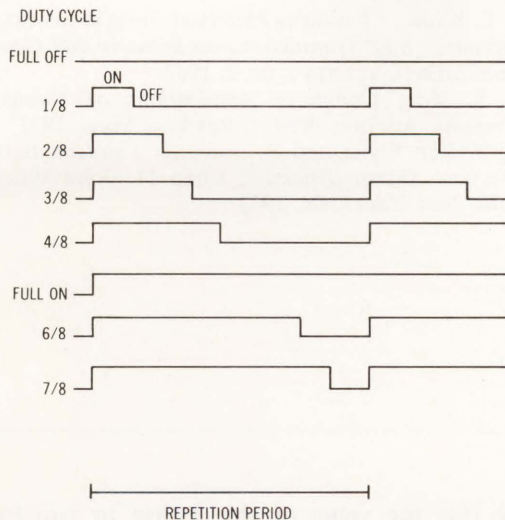 DUTY CYCLE
FULL OFF
ON
OFF
1/8
2/8
3/8
4/8
FULL ON
6/8
7/8
REPETITION PERIOD